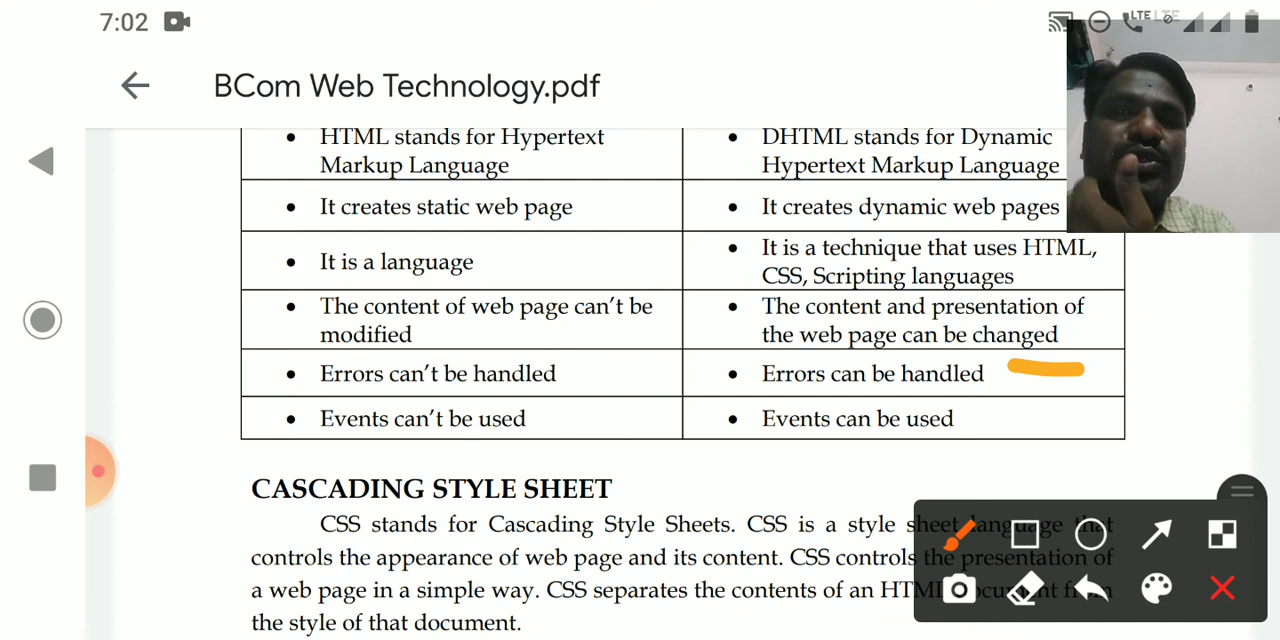 7:02
LTE LTE
BCom Web Technology.pdf
• HTML stands for Hypertext
Markup Language
• DHTML stands for Dynamic
Hypertext Markup Language
• It creates static web page
• It creates dynamic web pages
• It is a language
• It is a technique that uses HTML,
CSS, Scripting languages
• The content of web page can't be
modified
• The content and presentation of
the web page can be changed
• Errors can't be handled
• Errors can be handled
• Events can't be used
• Events can be used
CASCADING STYLE SHEET
CSS stands for Cascading Style Sheets. CSS is a style sheet language that
controls the appearance of web page and its content. CSS controls the presentation of
a web page in a simple way. CSS separates the contents of an HTML document from
the style of that document.